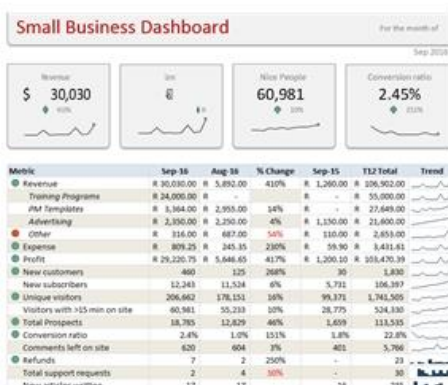 Small Business Dashboard
For the month of
Sep 2016
Revenue Nice People Conversion ratio
$ 30,030 60,981 2.45%
410% 10% 151%
Metric Sep-16 Aug-16 % Change Sep-15 T12 Total Trend
Revenue R 30,030.00 R 5,892.00 410% R 1,260.00 R 106,902.00
Training Programs R 24,000.00 R - R - R 55,000.00
PM Templates R 3,364.00 R 2,955.00 14% R - R 27,649.00
Advertising R 2,350.00 R 2,250.00 4% R 1,150.00 R 21,600.00
Other R 316.00 R 687.00 54% R 110.00 R 2,653.00
Expense R 809.25 R 245.35 230% R 59.90 R 3,431.61
Profit R 29,220.75 R 5,646.65 417% R 1,200.10 R 103,470.39
New customers 460 125 268% 30 1,830
New subscribers 12,243 11,524 6% 5,731 106,397
Unique visitors 206,662 178,151 16% 99,371 1,741,505
Visitors with >15 min on site 60,981 55,233 10% 28,775 524,330
Total Prospects 18,785 12,829 46% 1,659 113,535
Conversion ratio 2.4% 1.0% 151% 1.8% 22.8%
Comments left on site 620 604 3% 401 5,766
Refunds 7 2 250% - 23
Total support requests 2 4 50% - 30